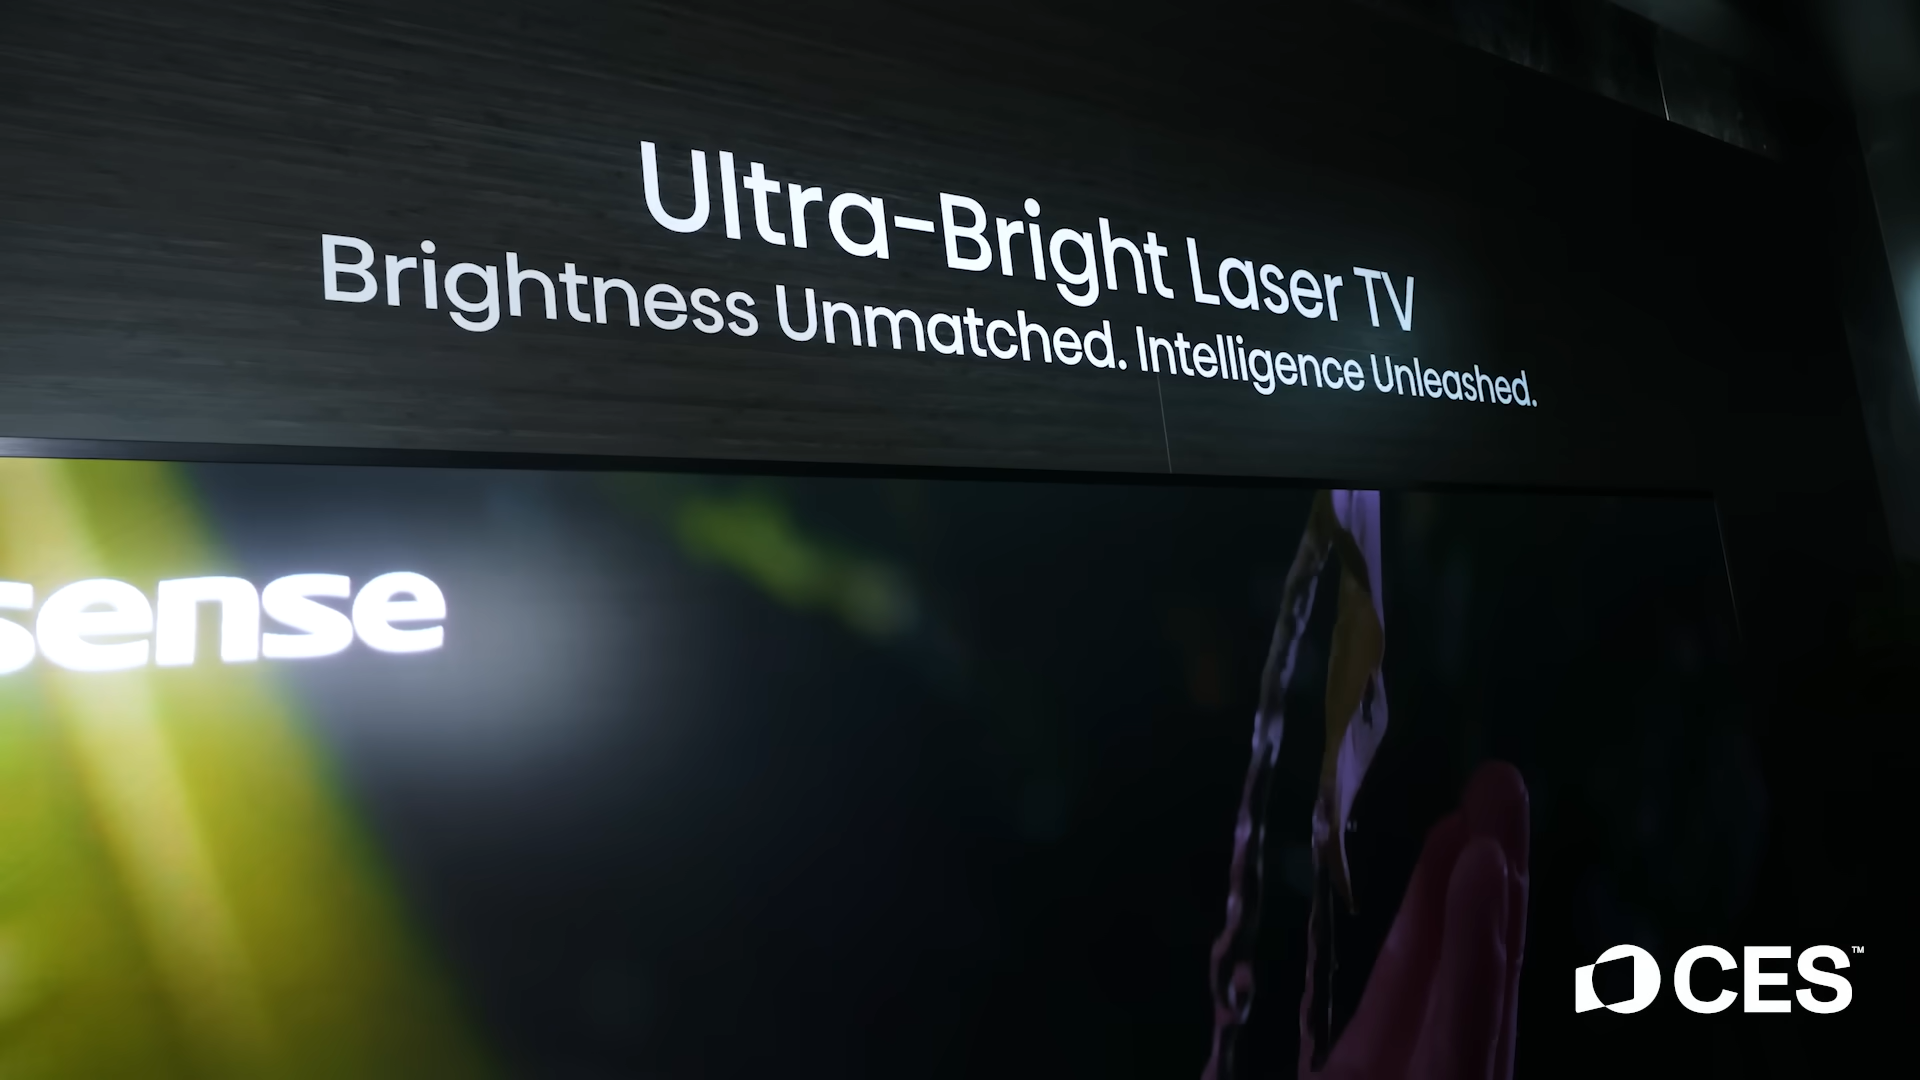 Ultra-Bright Laser TV
Brightness Unmatched. Intelligence Unleashed.
sense
CES™